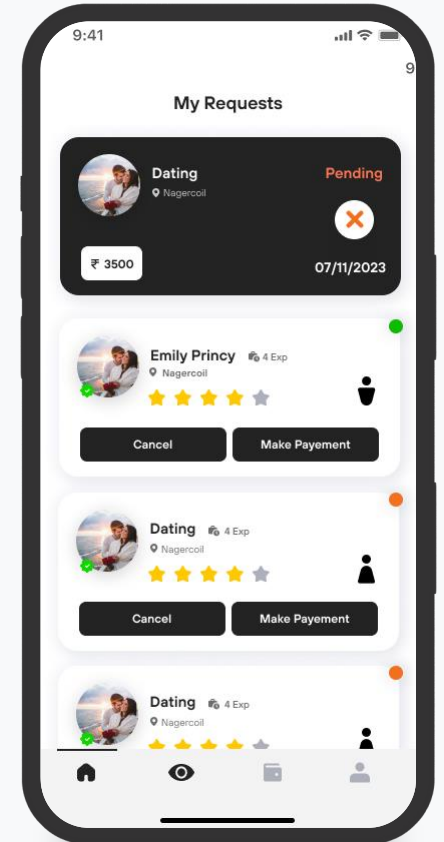 9:41
9
My Requests
Dating
Pending
Nagercoil
₹ 3500
07/11/2023
Emily Princy 4 Exp
Nagercoil
Cancel
Make Payement
Dating 4 Exp
Nagercoil
Cancel
Make Payement
Dating 4 Exp
Nagercoil